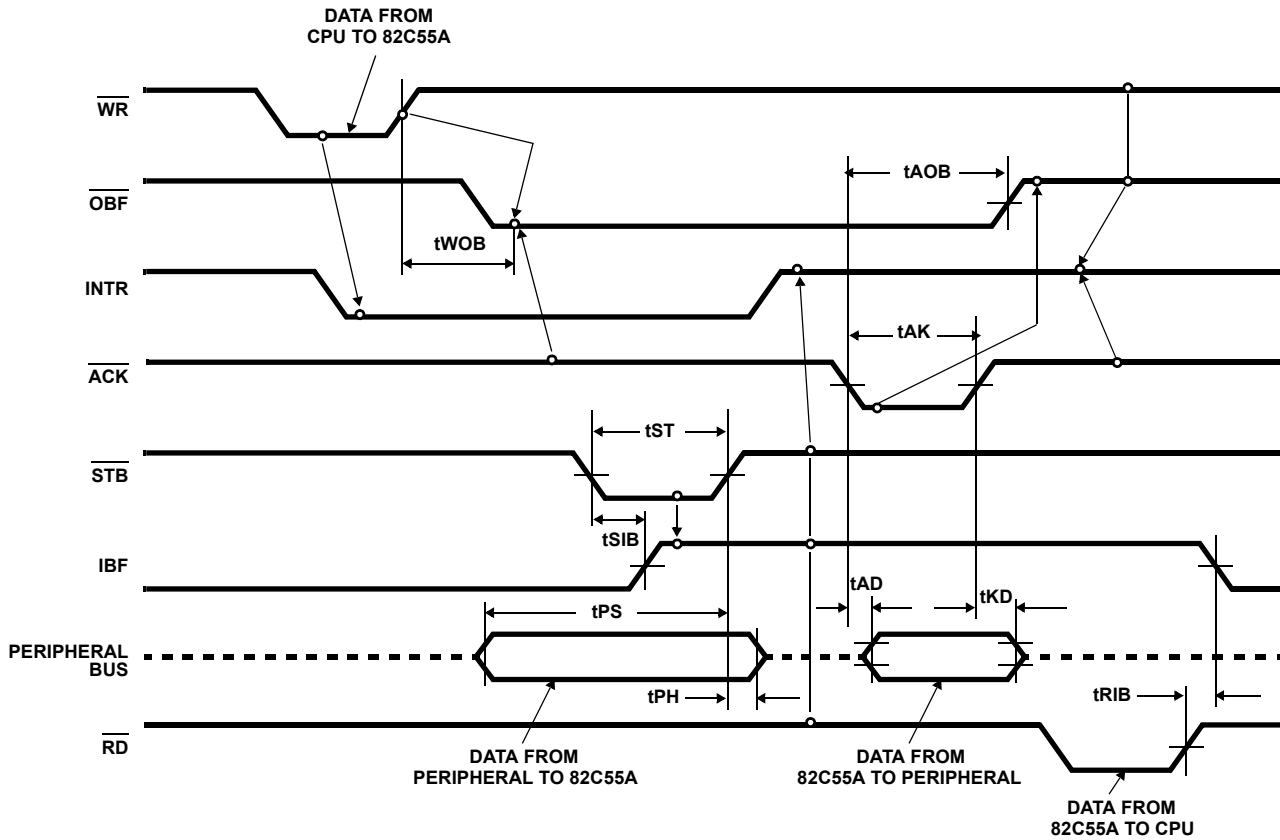 DATA FROM
CPU TO 82C55A
WR
OBF
tAOB
tWOB
INTR
tAK
ACK
tST
STB
tSIB
IBF
tAD
tKD
tPS
PERIPHERAL
BUS
tPH
tRIB
RD
DATA FROM
PERIPHERAL TO 82C55A
DATA FROM
82C55A TO PERIPHERAL
DATA FROM
82C55A TO CPU